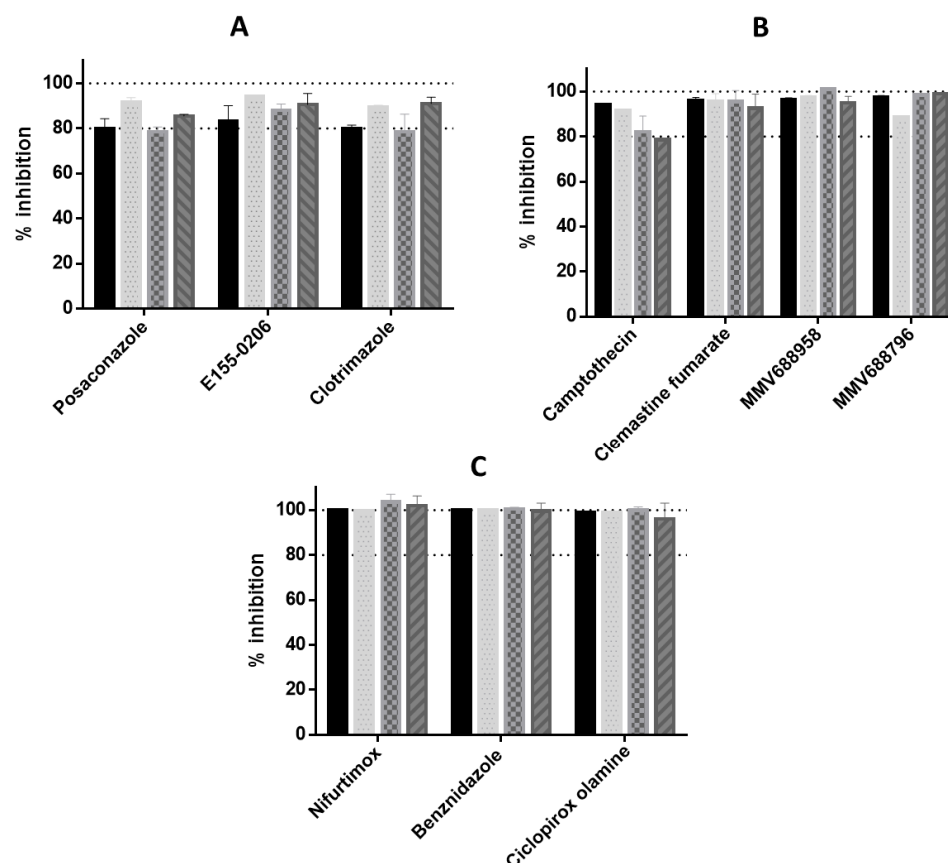 A
% inhibition
100
80
60
40
20
0
Posaconazole
E155-0206
Clotrimazole
B
% inhibition
100
80
60
40
20
0
Camptothecin
Clemastine fumarate
MMV688958
MMV688796
C
% inhibition
100
80
60
40
20
0
Nifurtimox
Benznidazole
Ciclopirox olamine